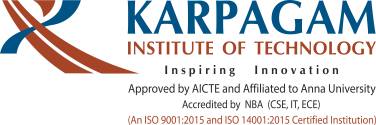 KARPAGAM
INSTITUTE OF TECHNOLOGY
Inspiring Innovation
Approved by AICTE and Affiliated to Anna University
Accredited by NBA (CSE, IT, ECE)
(An ISO 9001:2015 and ISO 14001:2015 Certified Institution)